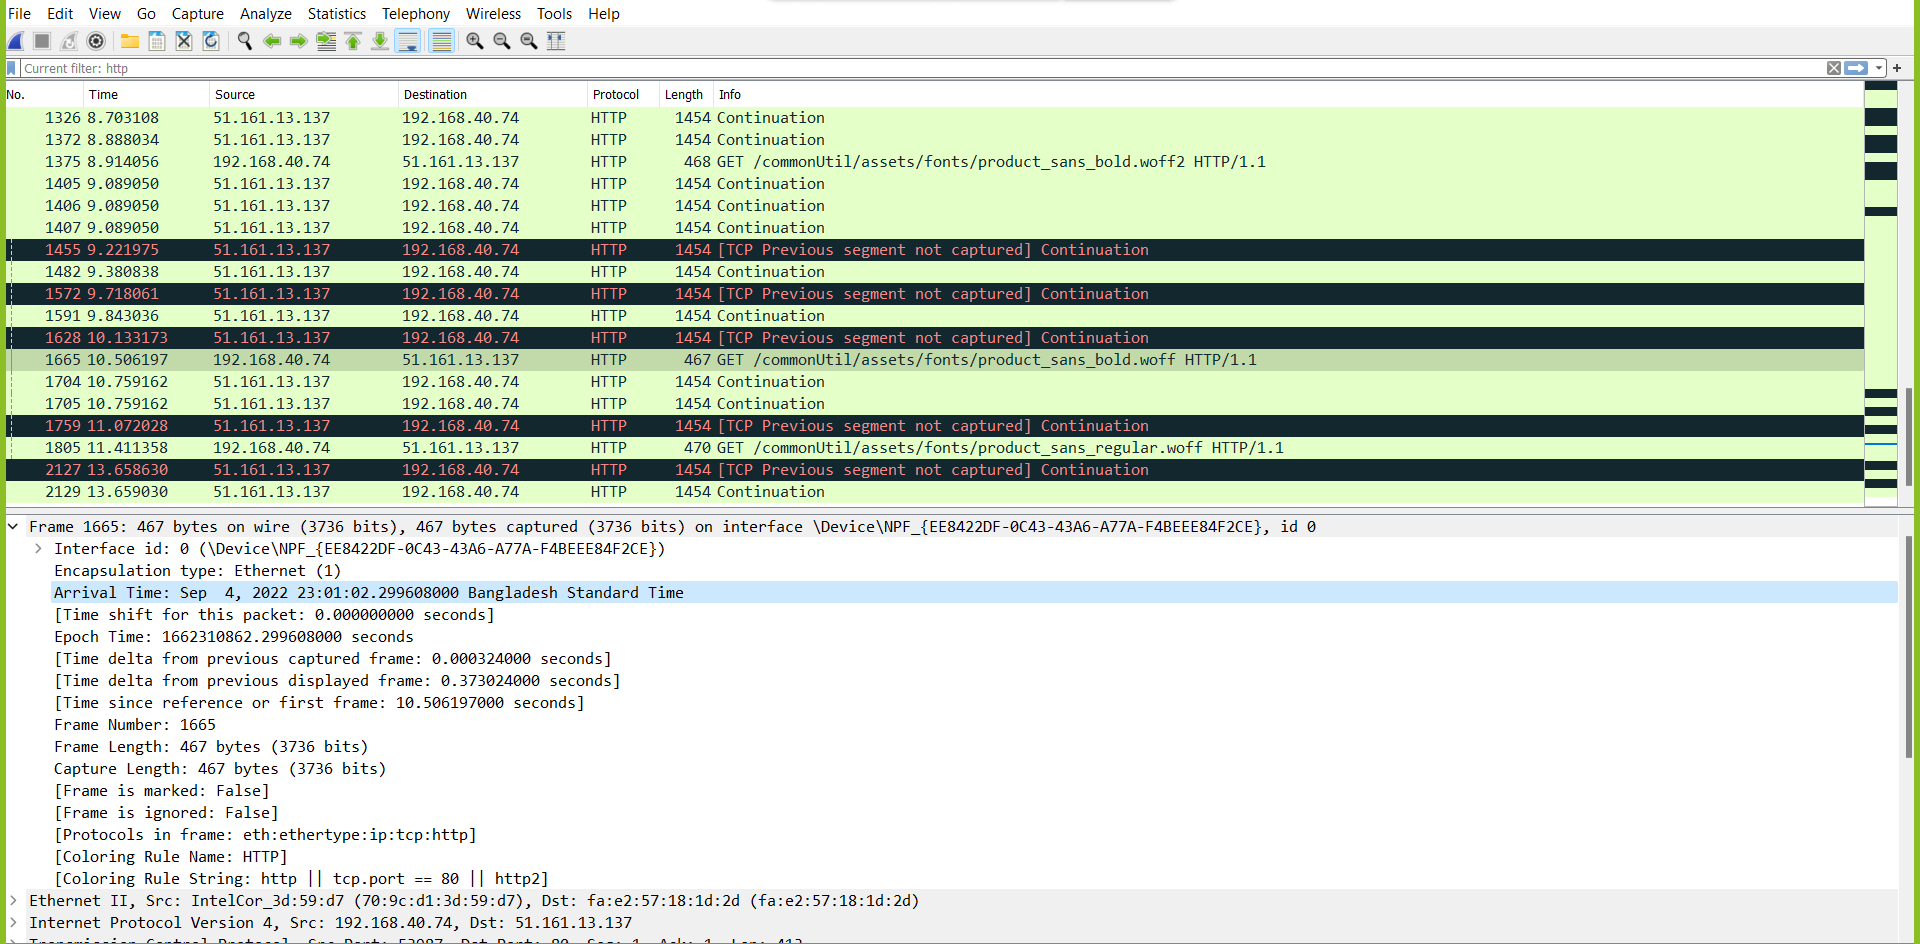 File Edit View Go Capture Analyze Statistics Telephony Wireless Tools Help
Current filter: http
No. Time Source Destination Protocol Length Info
1326 8.703108 51.161.13.137 192.168.40.74 HTTP 1454 Continuation
1372 8.888034 51.161.13.137 192.168.40.74 HTTP 1454 Continuation
1375 8.914056 192.168.40.74 51.161.13.137 HTTP 468 GET /commonUtil/assets/fonts/product_sans_bold.woff2 HTTP/1.1
1405 9.089050 51.161.13.137 192.168.40.74 HTTP 1454 Continuation
1406 9.089050 51.161.13.137 192.168.40.74 HTTP 1454 Continuation
1407 9.089050 51.161.13.137 192.168.40.74 HTTP 1454 Continuation
1455 9.221975 51.161.13.137 192.168.40.74 HTTP 1454 [TCP Previous segment not captured] Continuation
1482 9.380838 51.161.13.137 192.168.40.74 HTTP 1454 Continuation
1572 9.718061 51.161.13.137 192.168.40.74 HTTP 1454 [TCP Previous segment not captured] Continuation
1591 9.843036 51.161.13.137 192.168.40.74 HTTP 1454 Continuation
1628 10.133173 51.161.13.137 192.168.40.74 HTTP 1454 [TCP Previous segment not captured] Continuation
1665 10.506197 192.168.40.74 51.161.13.137 HTTP 467 GET /commonUtil/assets/fonts/product_sans_bold.woff HTTP/1.1
1704 10.759162 51.161.13.137 192.168.40.74 HTTP 1454 Continuation
1705 10.759162 51.161.13.137 192.168.40.74 HTTP 1454 Continuation
1759 11.072028 51.161.13.137 192.168.40.74 HTTP 1454 [TCP Previous segment not captured] Continuation
1805 11.411358 192.168.40.74 51.161.13.137 HTTP 470 GET /commonUtil/assets/fonts/product_sans_regular.woff HTTP/1.1
2127 13.658630 51.161.13.137 192.168.40.74 HTTP 1454 [TCP Previous segment not captured] Continuation
2129 13.659030 51.161.13.137 192.168.40.74 HTTP 1454 Continuation
Frame 1665: 467 bytes on wire (3736 bits), 467 bytes captured (3736 bits) on interface \Device\NPF_{EE8422DF-0C43-43A6-A77A-F4BEEE84F2CE}, id 0
Interface id: 0 (\Device\NPF_{EE8422DF-0C43-43A6-A77A-F4BEEE84F2CE})
Encapsulation type: Ethernet (1)
Arrival Time: Sep  4, 2022 23:01:02.299608000 Bangladesh Standard Time
[Time shift for this packet: 0.000000000 seconds]
Epoch Time: 1662310862.299608000 seconds
[Time delta from previous captured frame: 0.000324000 seconds]
[Time delta from previous displayed frame: 0.373024000 seconds]
[Time since reference or first frame: 10.506197000 seconds]
Frame Number: 1665
Frame Length: 467 bytes (3736 bits)
Capture Length: 467 bytes (3736 bits)
[Frame is marked: False]
[Frame is ignored: False]
[Protocols in frame: eth:ethertype:ip:tcp:http]
[Coloring Rule Name: HTTP]
[Coloring Rule String: http || tcp.port == 80 || http2]
Ethernet II, Src: IntelCor_3d:59:d7 (70:9c:d1:3d:59:d7), Dst: fa:e2:57:18:1d:2d (fa:e2:57:18:1d:2d)
Internet Protocol Version 4, Src: 192.168.40.74, Dst: 51.161.13.137